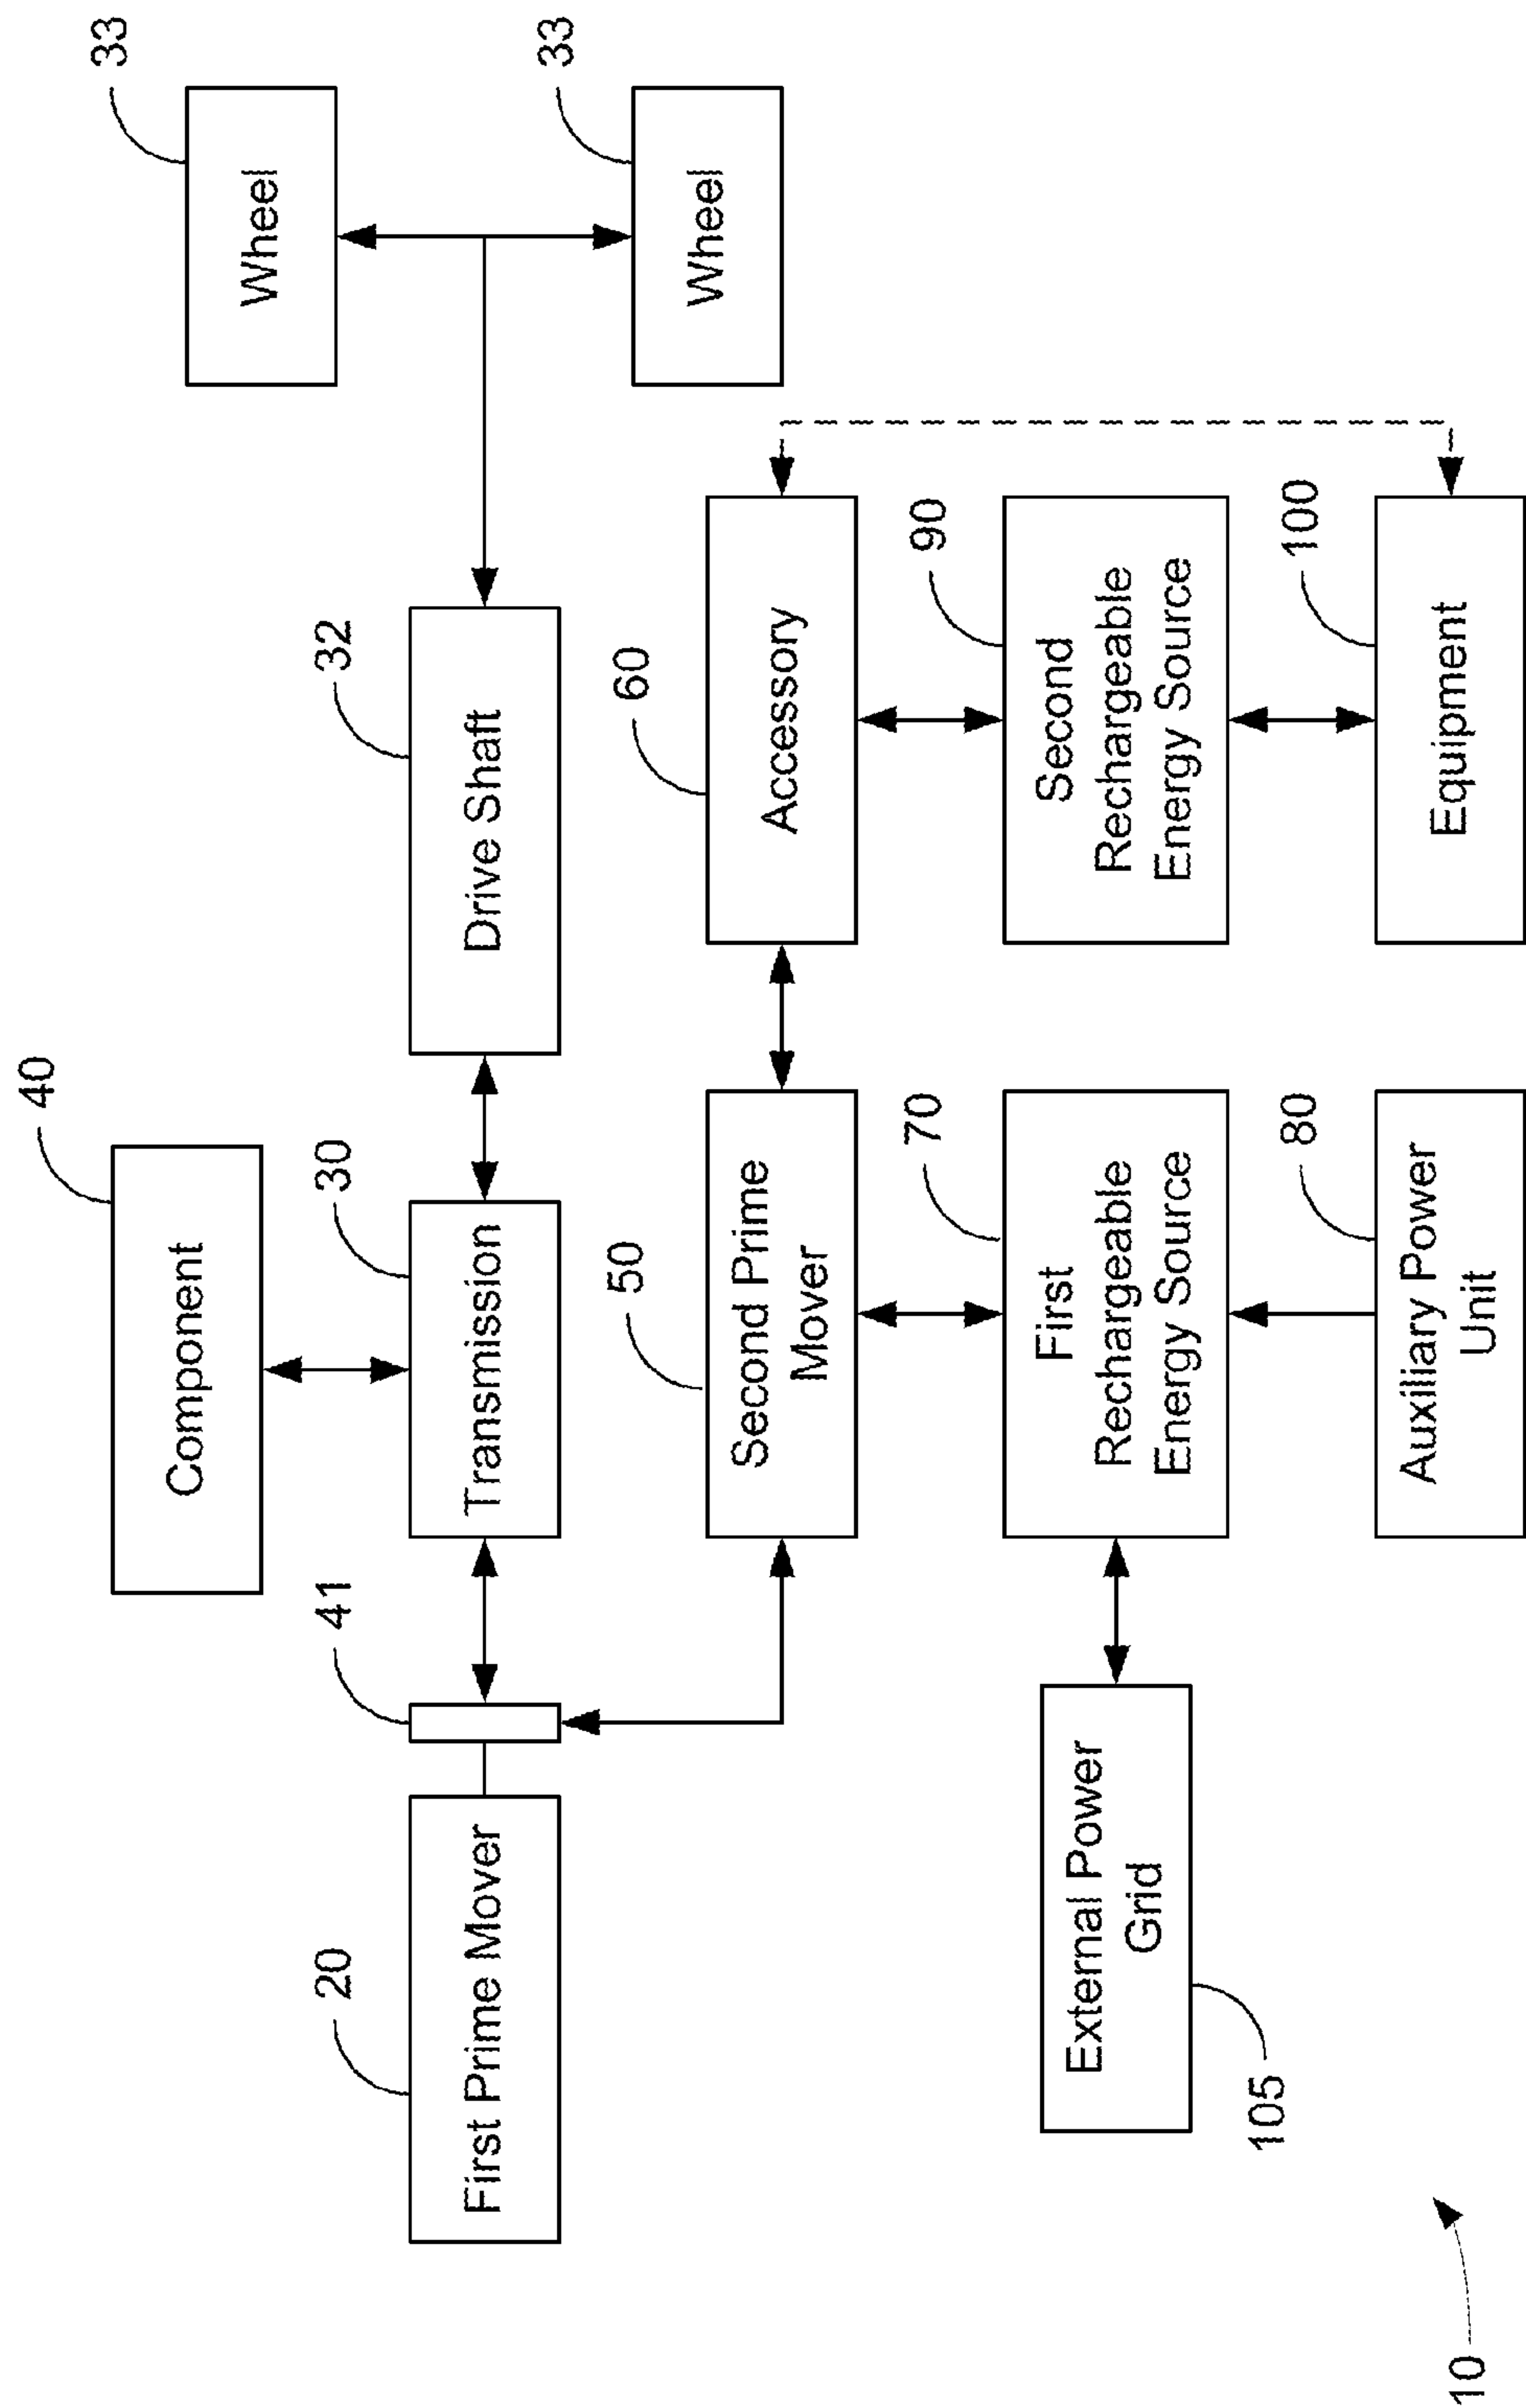 40
Component
33
Wheel
20
First Prime Mover
41
30
Transmission
32
Drive Shaft
33
Wheel
50
Second Prime
Mover
60
Accessory
105
External Power
Grid
70
First
Rechargeable
Energy Source
90
Second
Rechargeable
Energy Source
80
Auxiliary Power
Unit
100
Equipment
10